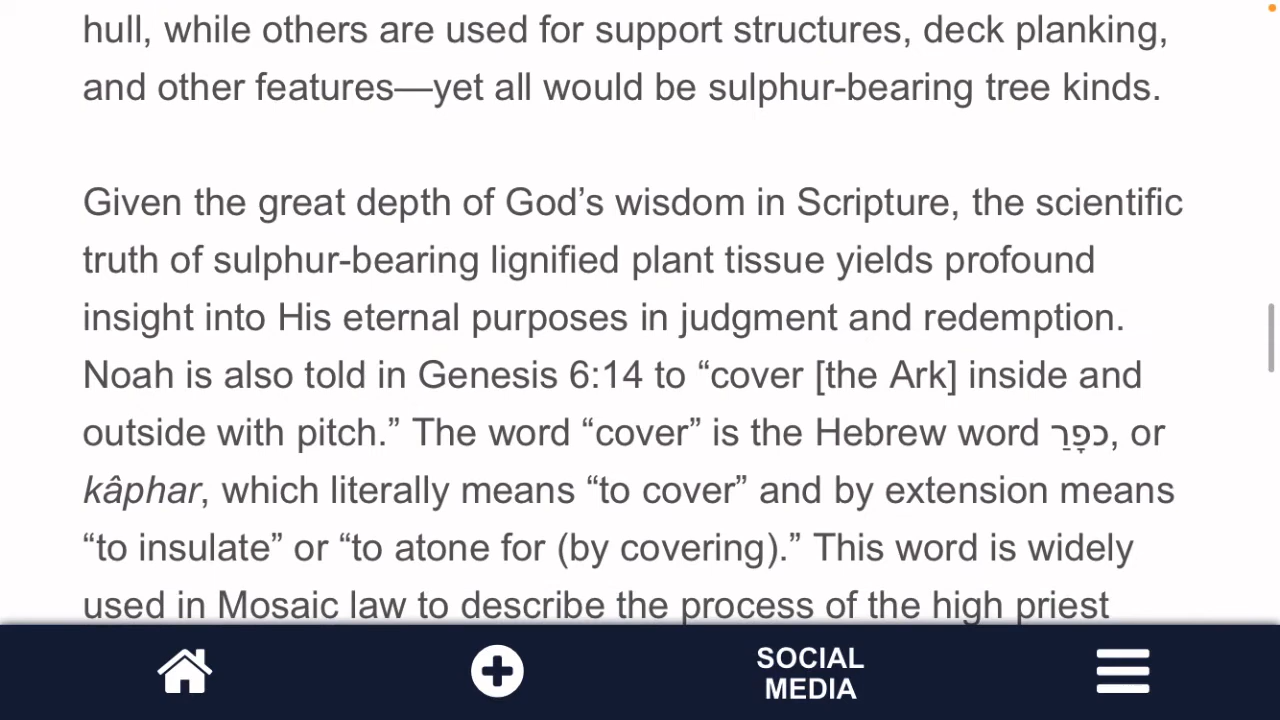 hull, while others are used for support structures, deck planking,
and other features—yet all would be sulphur-bearing tree kinds.
Given the great depth of God’s wisdom in Scripture, the scientific
truth of sulphur-bearing lignified plant tissue yields profound
insight into His eternal purposes in judgment and redemption.
Noah is also told in Genesis 6:14 to “cover [the Ark] inside and
outside with pitch.” The word “cover” is the Hebrew word כפָרַ, or
kâphar, which literally means “to cover” and by extension means
“to insulate” or “to atone for (by covering).” This word is widely
used in Mosaic law to describe the process of the high priest
SOCIAL
MEDIA